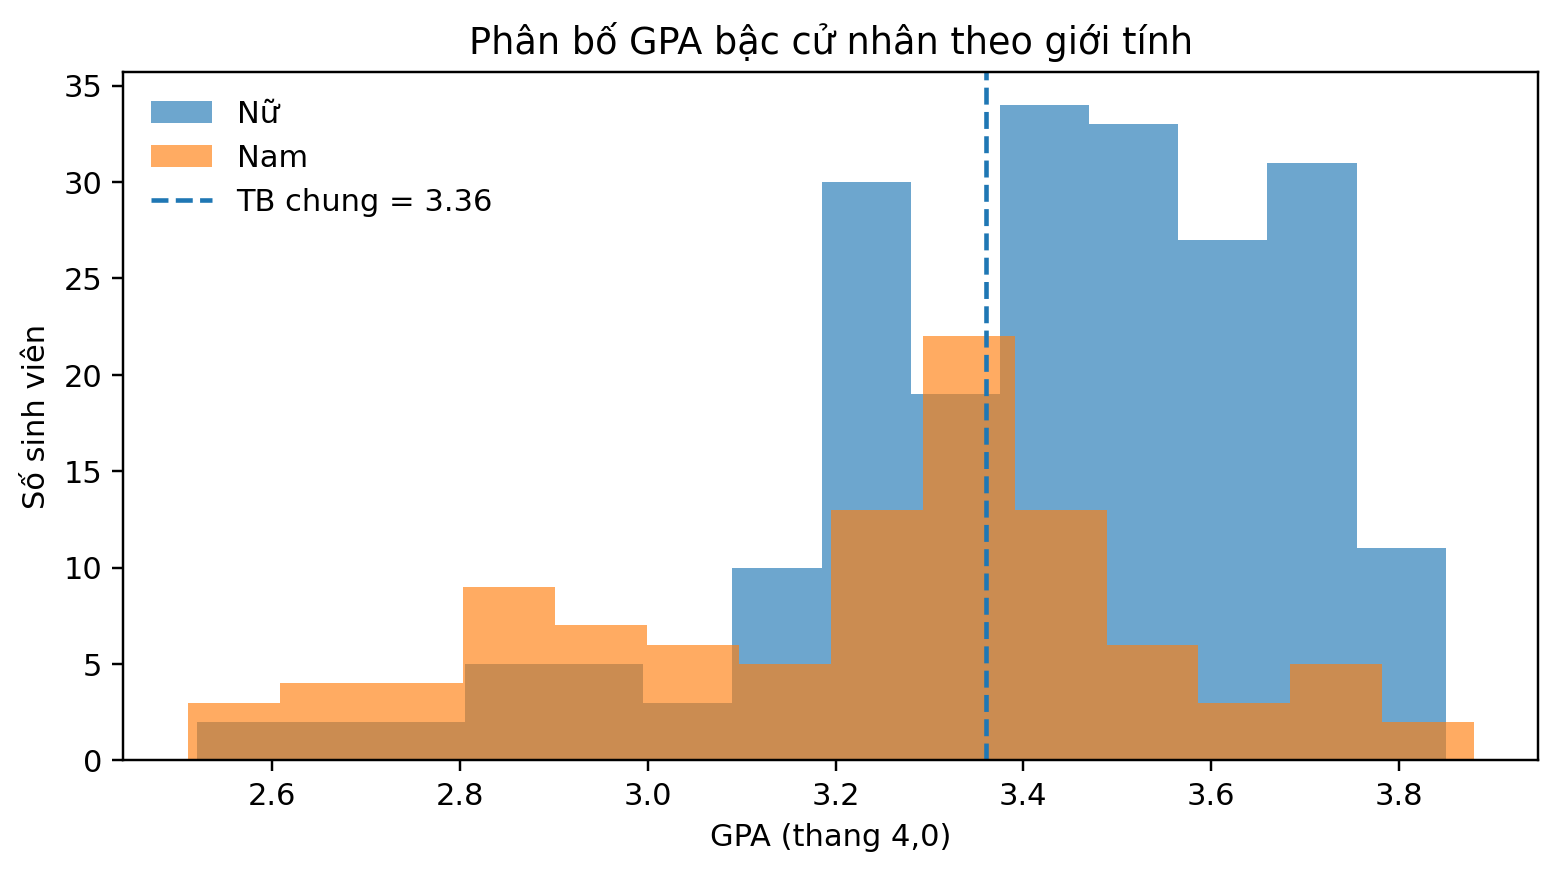 Phân bố GPA bậc cử nhân theo giới tính
Nữ
Nam
TB chung = 3.36
Số sinh viên
35
30
25
20
15
10
5
0
2.6 2.8 3.0 3.2 3.4 3.6 3.8
GPA (thang 4,0)